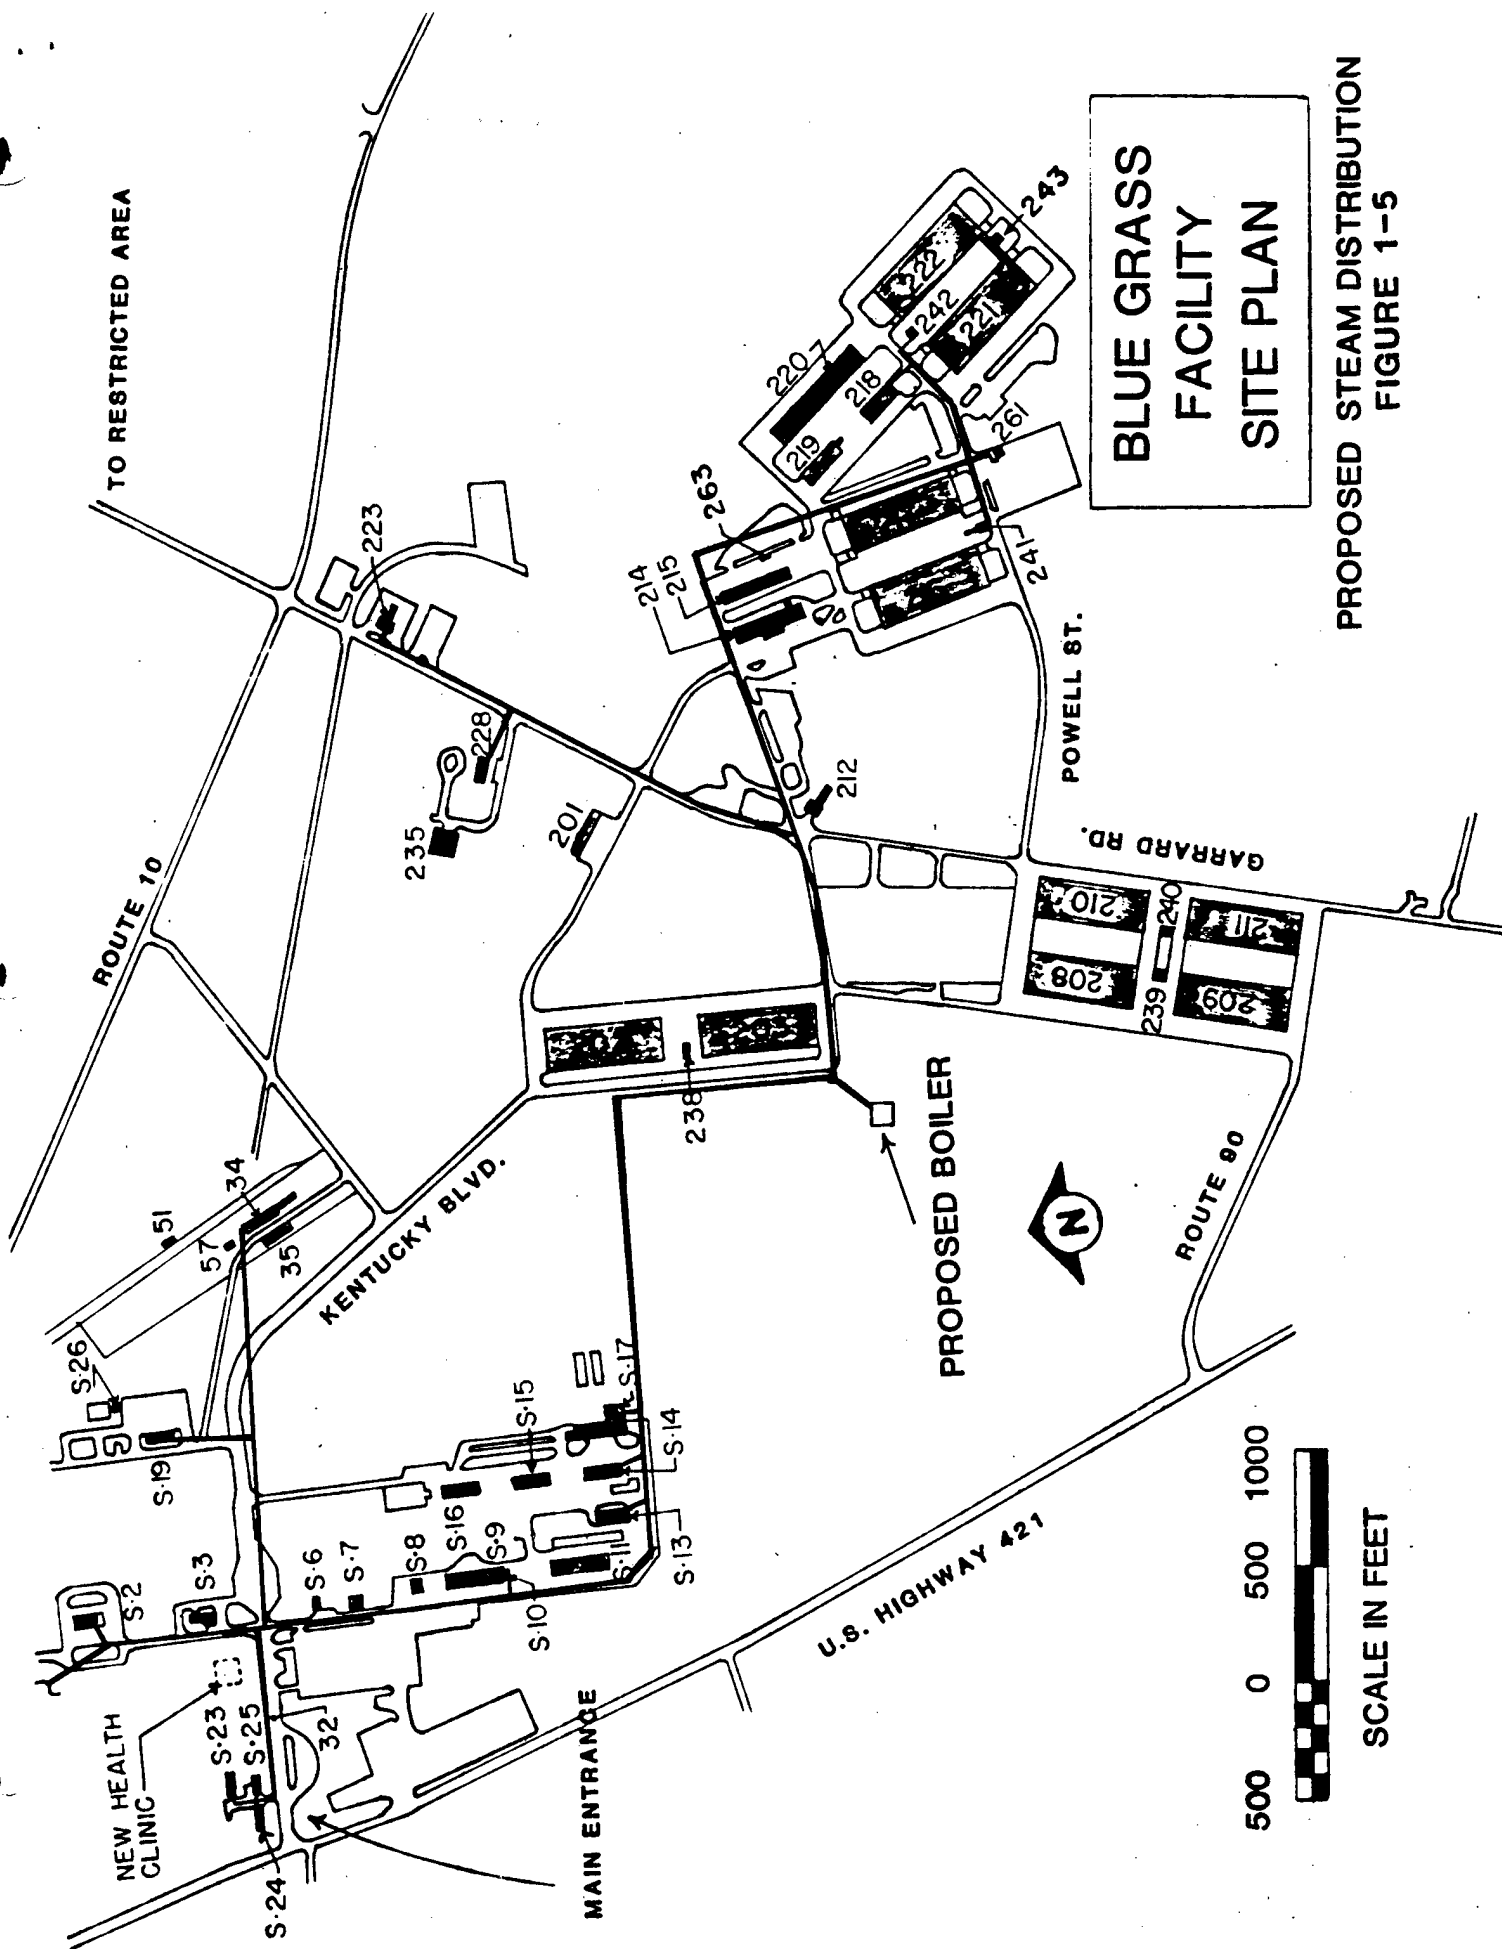 TO RESTRICTED AREA
ROUTE 10
223
228
235
201
263
214
215
220
219
218
222
242
221
243
261
241
212
POWELL ST.
GARRARD RD.
210
208
240
239
211
209
238
PROPOSED BOILER
N
ROUTE 90
U.S. HIGHWAY 421
KENTUCKY BLVD.
34
51
57
35
S-26
S-19
S-17
S-15
S-14
S-16
S-9
S-8
S-7
S-6
S-11
S-13
S-10
S-3
S-2
NEW HEALTH
CLINIC
S-23
S-25
S-24
32
MAIN ENTRANCE
BLUE GRASS
FACILITY
SITE PLAN
PROPOSED STEAM DISTRIBUTION
FIGURE 1-5
500 0 500 1000
SCALE IN FEET